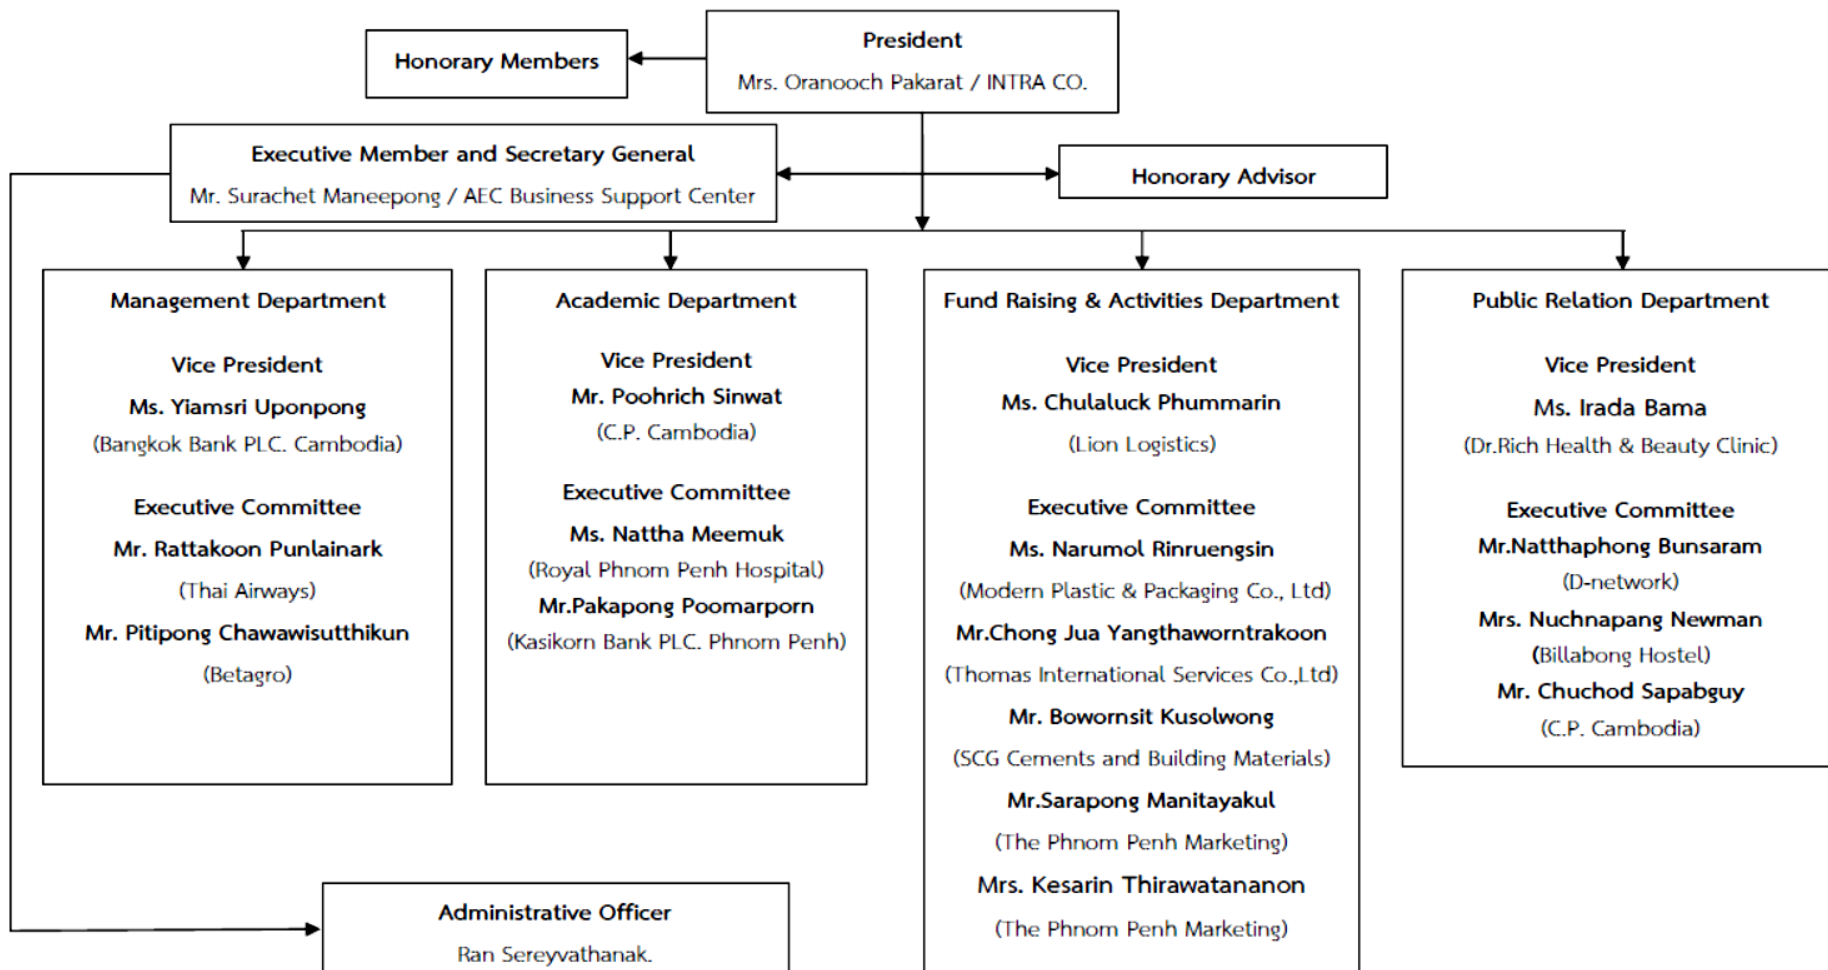 President
Mrs. Oranooch Pakarat / INTRA CO.
Honorary Members
Executive Member and Secretary General
Mr. Surachet Maneepong / AEC Business Support Center
Honorary Advisor
Management Department
Vice President
Ms. Yiamsri Uponpong
(Bangkok Bank PLC. Cambodia)
Executive Committee
Mr. Rattakoon Punlainark
(Thai Airways)
Mr. Pitipong Chawawisutthikun
(Betagro)
Academic Department
Vice President
Mr. Poohrich Sinwat
(C.P. Cambodia)
Executive Committee
Ms. Nattha Meemuk
(Royal Phnom Penh Hospital)
Mr.Pakapong Poomarporn
(Kasikorn Bank PLC. Phnom Penh)
Fund Raising & Activities Department
Vice President
Ms. Chulaluck Phummarin
(Lion Logistics)
Executive Committee
Ms. Narumol Rinruengsin
(Modern Plastic & Packaging Co., Ltd)
Mr.Chong Jua Yangthaworntrakoon
(Thomas International Services Co.,Ltd)
Mr. Bowornsit Kusolwong
(SCG Cements and Building Materials)
Mr.Sarapong Manitayakul
(The Phnom Penh Marketing)
Mrs. Kesarin Thirawatananon
(The Phnom Penh Marketing)
Public Relation Department
Vice President
Ms. Irada Bama
(Dr.Rich Health & Beauty Clinic)
Executive Committee
Mr.Natthaphong Bunsaram
(D-network)
Mrs. Nuchnapang Newman
(Billabong Hostel)
Mr. Chuchod Sapabguy
(C.P. Cambodia)
Administrative Officer
Ran Sereyvathanak.